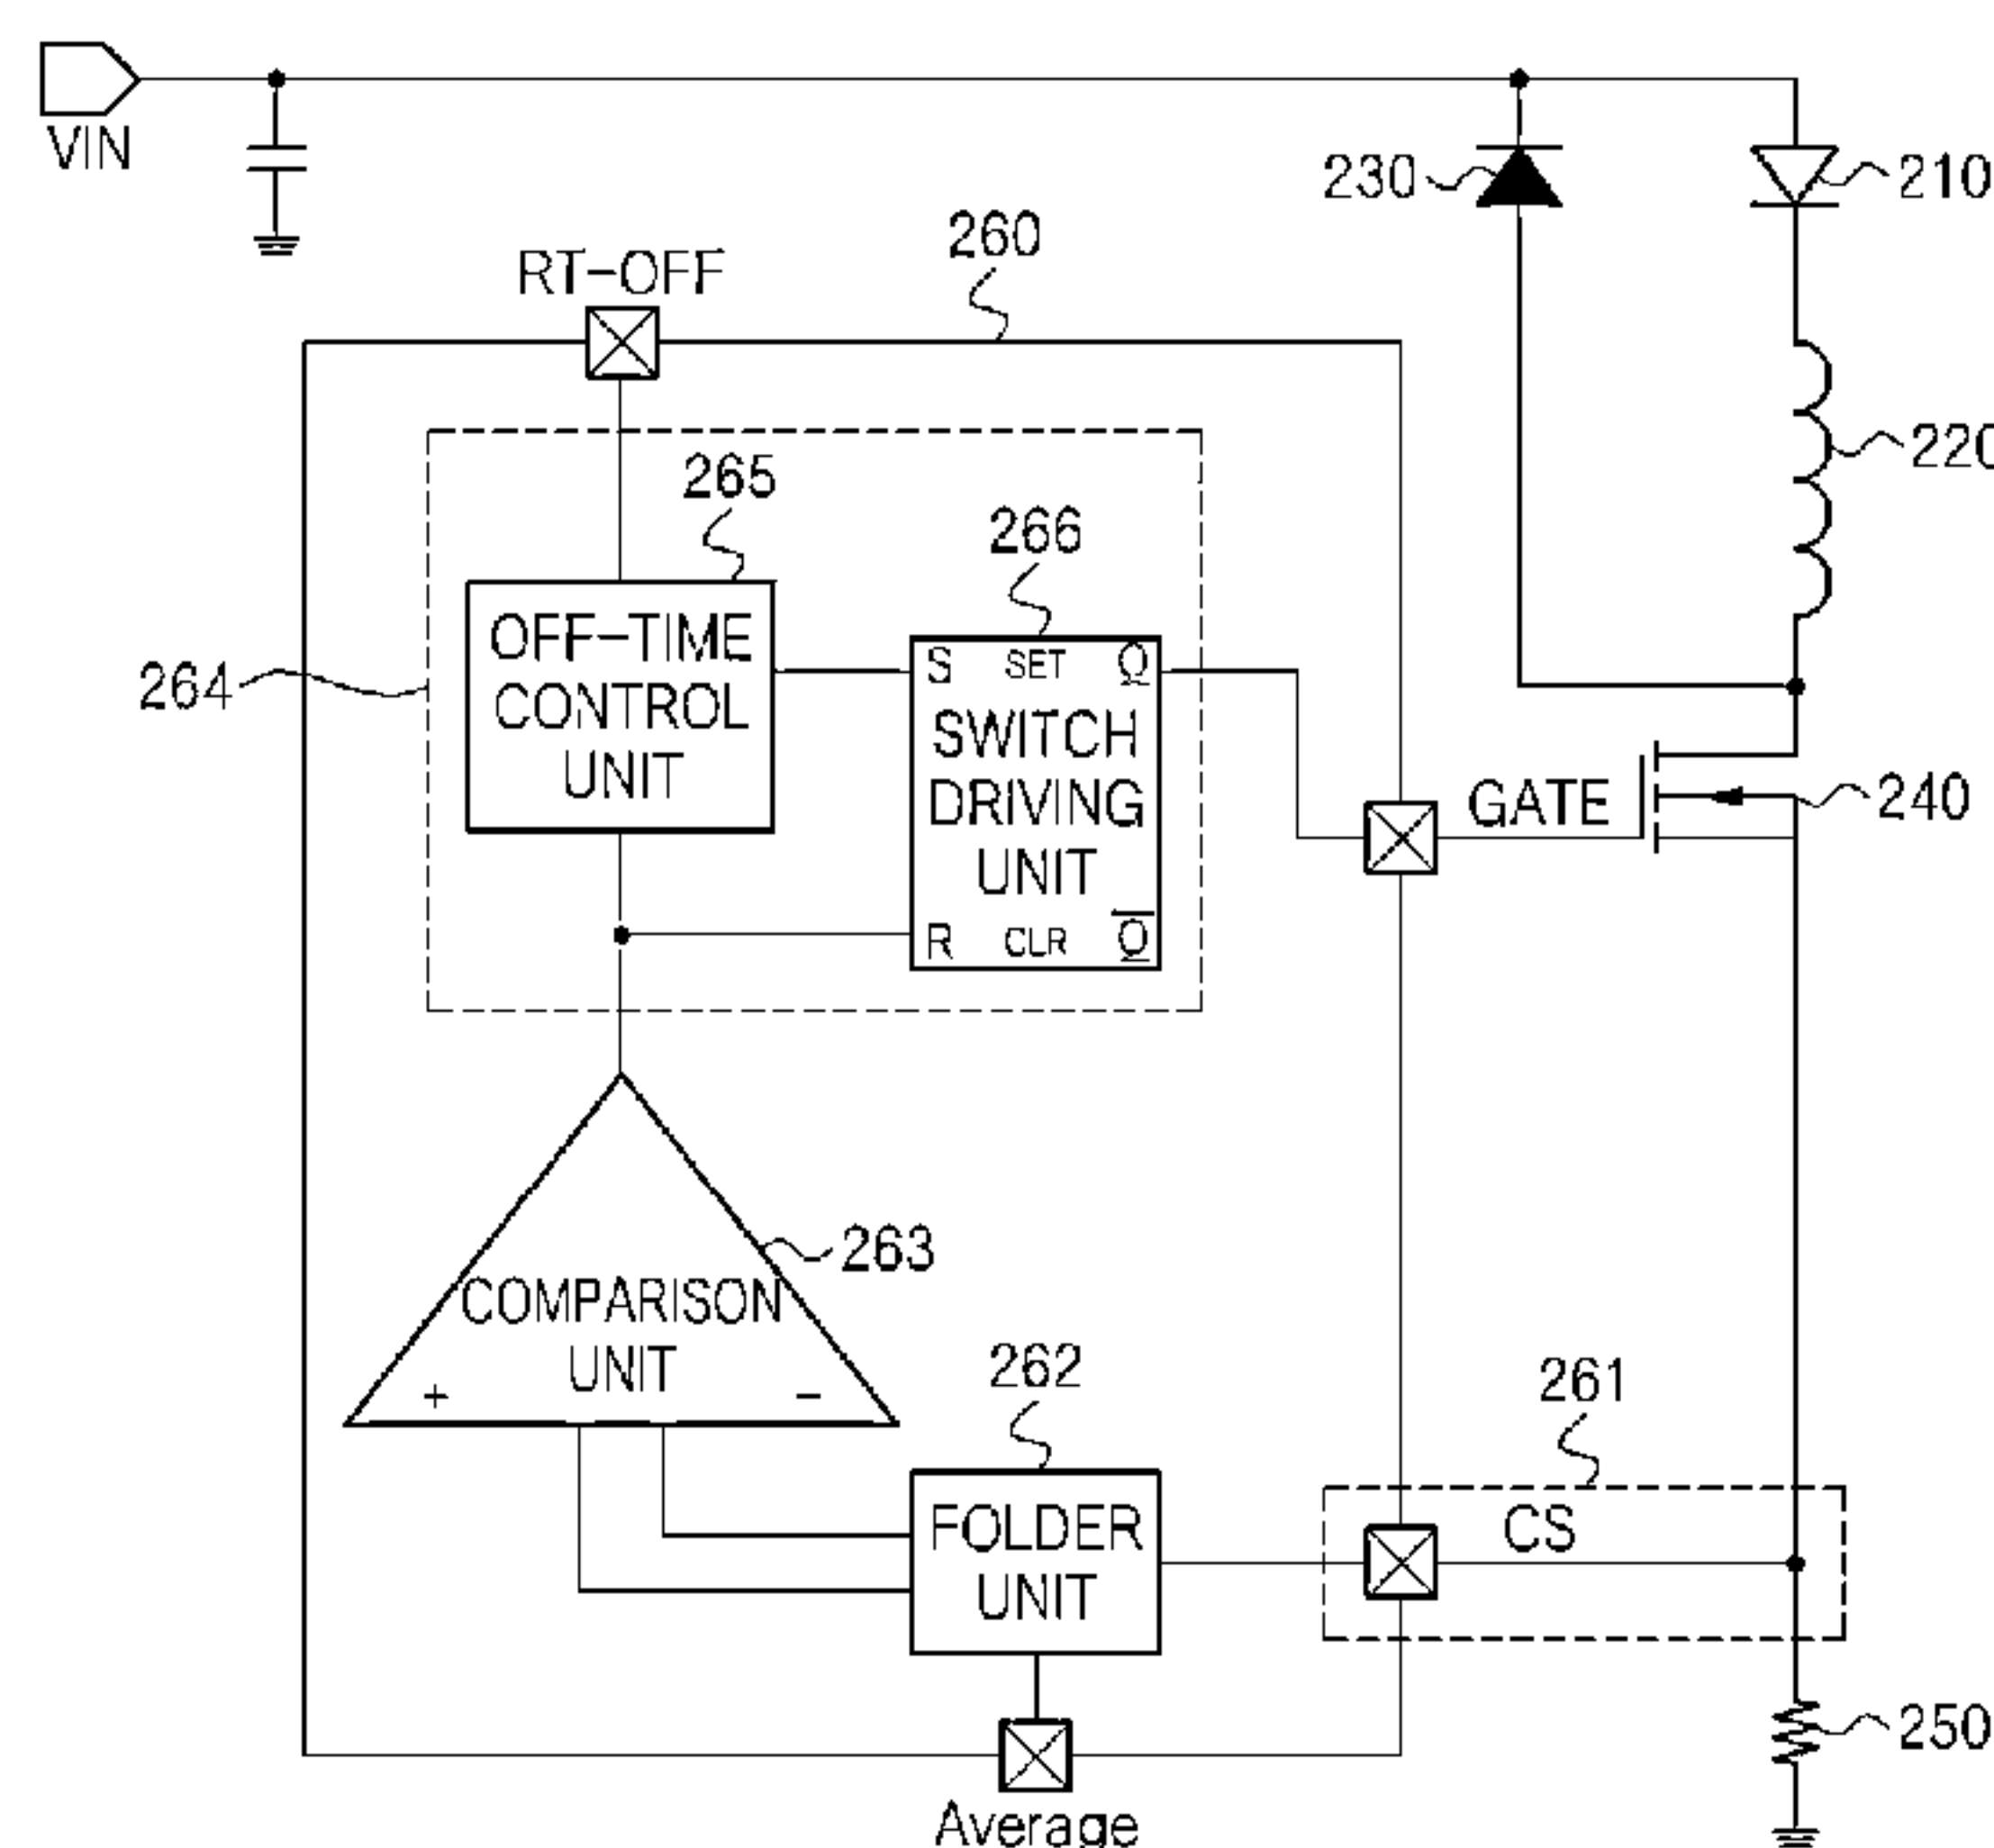 VIN
230
210
260
RT-OFF
220
265
266
OFF-TIME
CONTROL
UNIT
S SET Q
264
SWITCH
DRIVING
UNIT
GATE
240
R CLR Q
263
COMPARISON
UNIT
+ −
262
261
FOLDER
UNIT
CS
250
Average